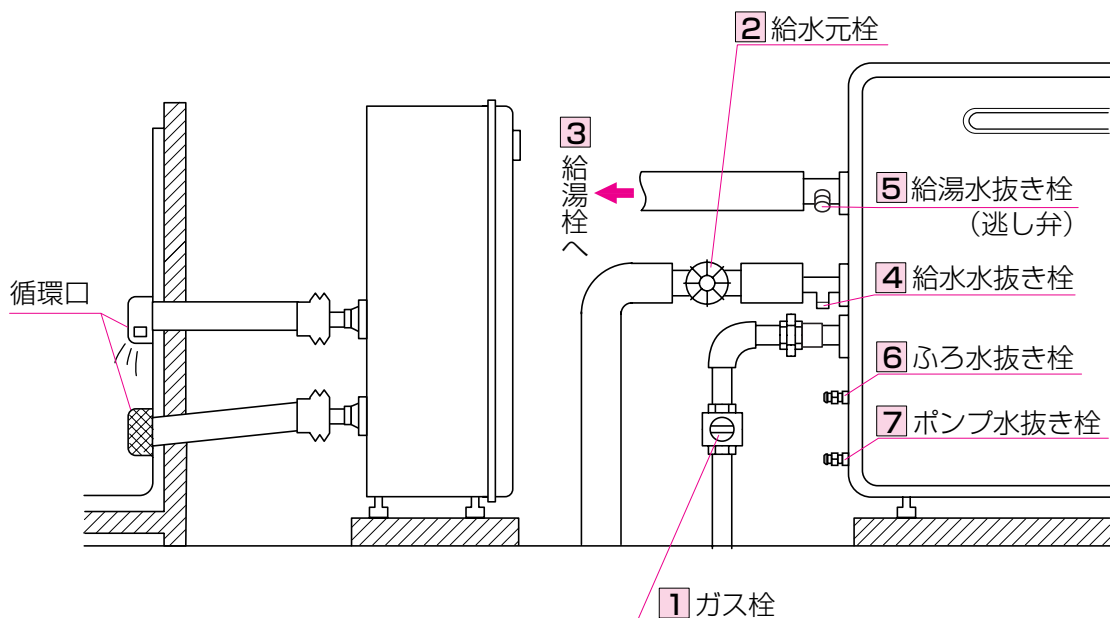 2 給水元栓
3 給湯栓へ
5 給湯水抜き栓
(逃し弁)
循環口
4 給水水抜き栓
6 ふろ水抜き栓
7 ポンプ水抜き栓
1 ガス栓